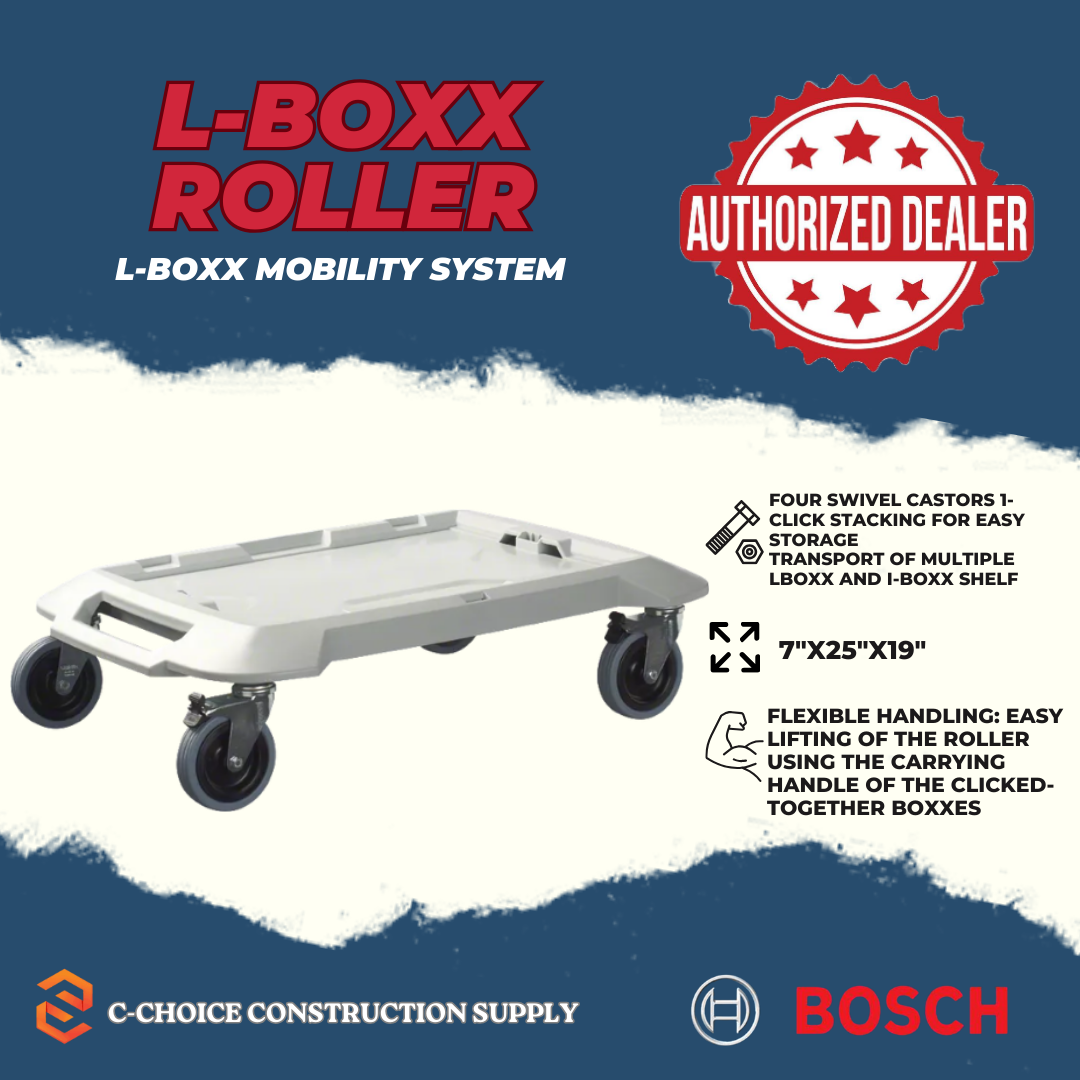 L-BOXX
ROLLER
L-BOXX MOBILITY SYSTEM
AUTHORIZED DEALER
FOUR SWIVEL CASTORS 1-
CLICK STACKING FOR EASY
STORAGE
TRANSPORT OF MULTIPLE
LBOXX AND I-BOXX SHELF
7"X25"X19"
FLEXIBLE HANDLING: EASY
LIFTING OF THE ROLLER
USING THE CARRYING
HANDLE OF THE CLICKED-
TOGETHER BOXXES
C-CHOICE CONSTRUCTION SUPPLY
BOSCH